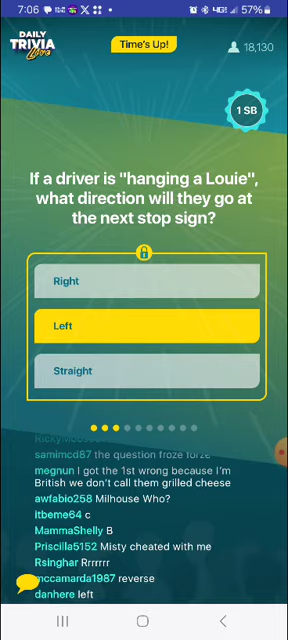 7:06
4G
57%
DAILY
TRIVIA
Live
Time's Up!
18,130
1 SB
If a driver is "hanging a Louie",
what direction will they go at
the next stop sign?
Right
Left
Straight
samimcd87 the question froze forze
megnun I got the 1st wrong because I'm
British we don't call them grilled cheese
awfabio258 Milhouse Who?
itbeme64 c
MammaShelly B
Priscilla5152 Misty cheated with me
Rsinghar Rrrrrrr
nccamarda1987 reverse
danhere left